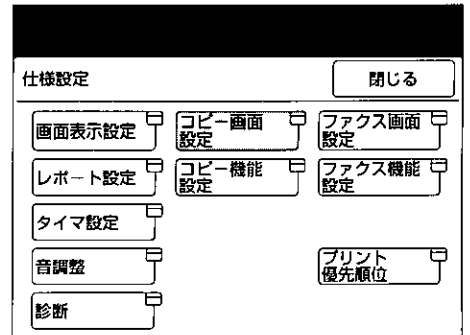 仕様設定
閉じる
画面表示設定
コピー画面
設定
ファクス画面
設定
レポート設定
コピー機能
設定
ファクス機能
設定
タイマ設定
音調整
プリント
優先順位
診断